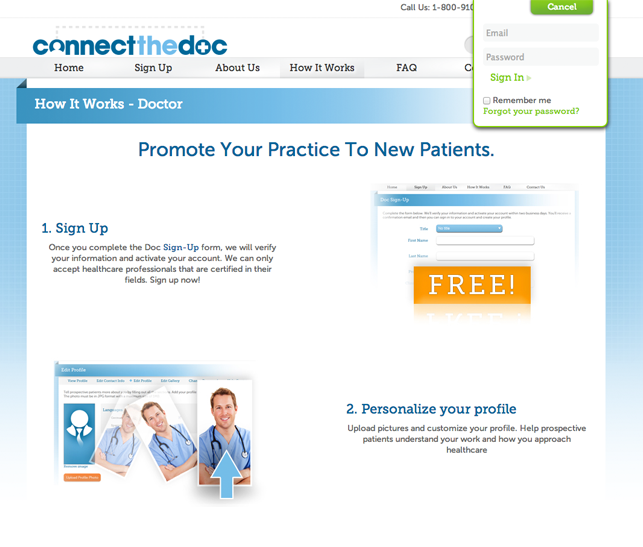 Call Us: 1-800-910
Cancel
Email
Password
Sign In
Remember me
Forgot your password?
connectthedoc
Home
Sign Up
About Us
How It Works
FAQ
How It Works - Doctor
Promote Your Practice To New Patients.
1. Sign Up
Once you complete the Doc Sign-Up form, we will verify
your information and activate your account. We can only
accept healthcare professionals that are certified in their
fields. Sign up now!
Home Sign Up About Us How It Works FAQ Contact Us
Doc Sign-Up
Title
First Name
Last Name
FREE!
Edit Profile
View Profile Edit Contact Info Edit Profile Edit Gallery
Upload Profile Photo
2. Personalize your profile
Upload pictures and customize your profile. Help prospective
patients understand your work and how you approach
healthcare